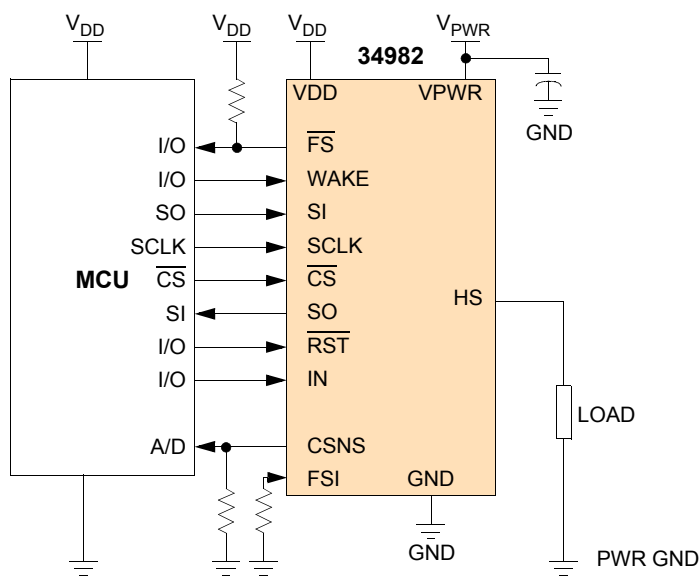 VDD VDD VDD VPWR
34982
VDD VPWR
GND
I/O FS
I/O WAKE
SO SI
SCLK SCLK
MCU CS CS
SI SO
HS
I/O RST
I/O IN
LOAD
A/D CSNS
FSI GND
GND
PWR GND